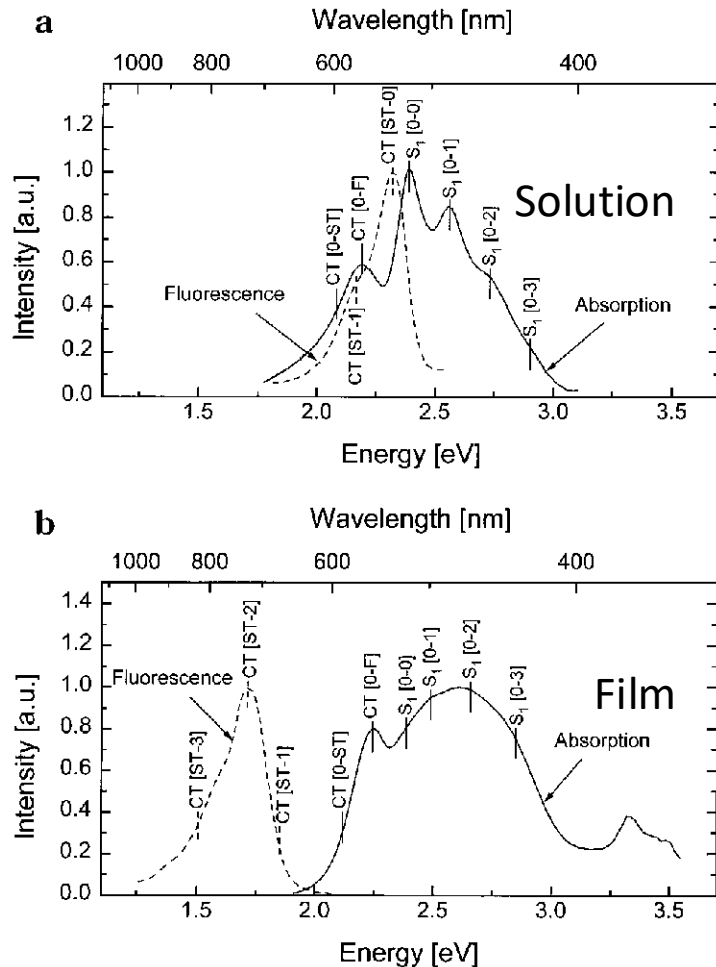 a
Wavelength [nm]
1000 800 600 400
Intensity [a.u.]
1.2
1.0
0.8
0.6
0.4
0.2
0.0
CT [0-ST]
CT [0-F]
CT [ST-1]
CT [ST-0]
S₁ [0-0]
S₁ [0-1]
S₁ [0-2]
S₁ [0-3]
Solution
Fluorescence
Absorption
1.5 2.0 2.5 3.0 3.5
Energy [eV]
b
Wavelength [nm]
1000 800 600 400
Intensity [a.u.]
1.4
1.2
1.0
0.8
0.6
0.4
0.2
0.0
Fluorescence
CT [ST-3]
CT [ST-2]
CT [ST-1]
CT [0-ST]
CT [0-F]
S₁ [0-0]
S₁ [0-1]
S₁ [0-2]
S₁ [0-3]
Film
Absorption
1.5 2.0 2.5 3.0 3.5
Energy [eV]